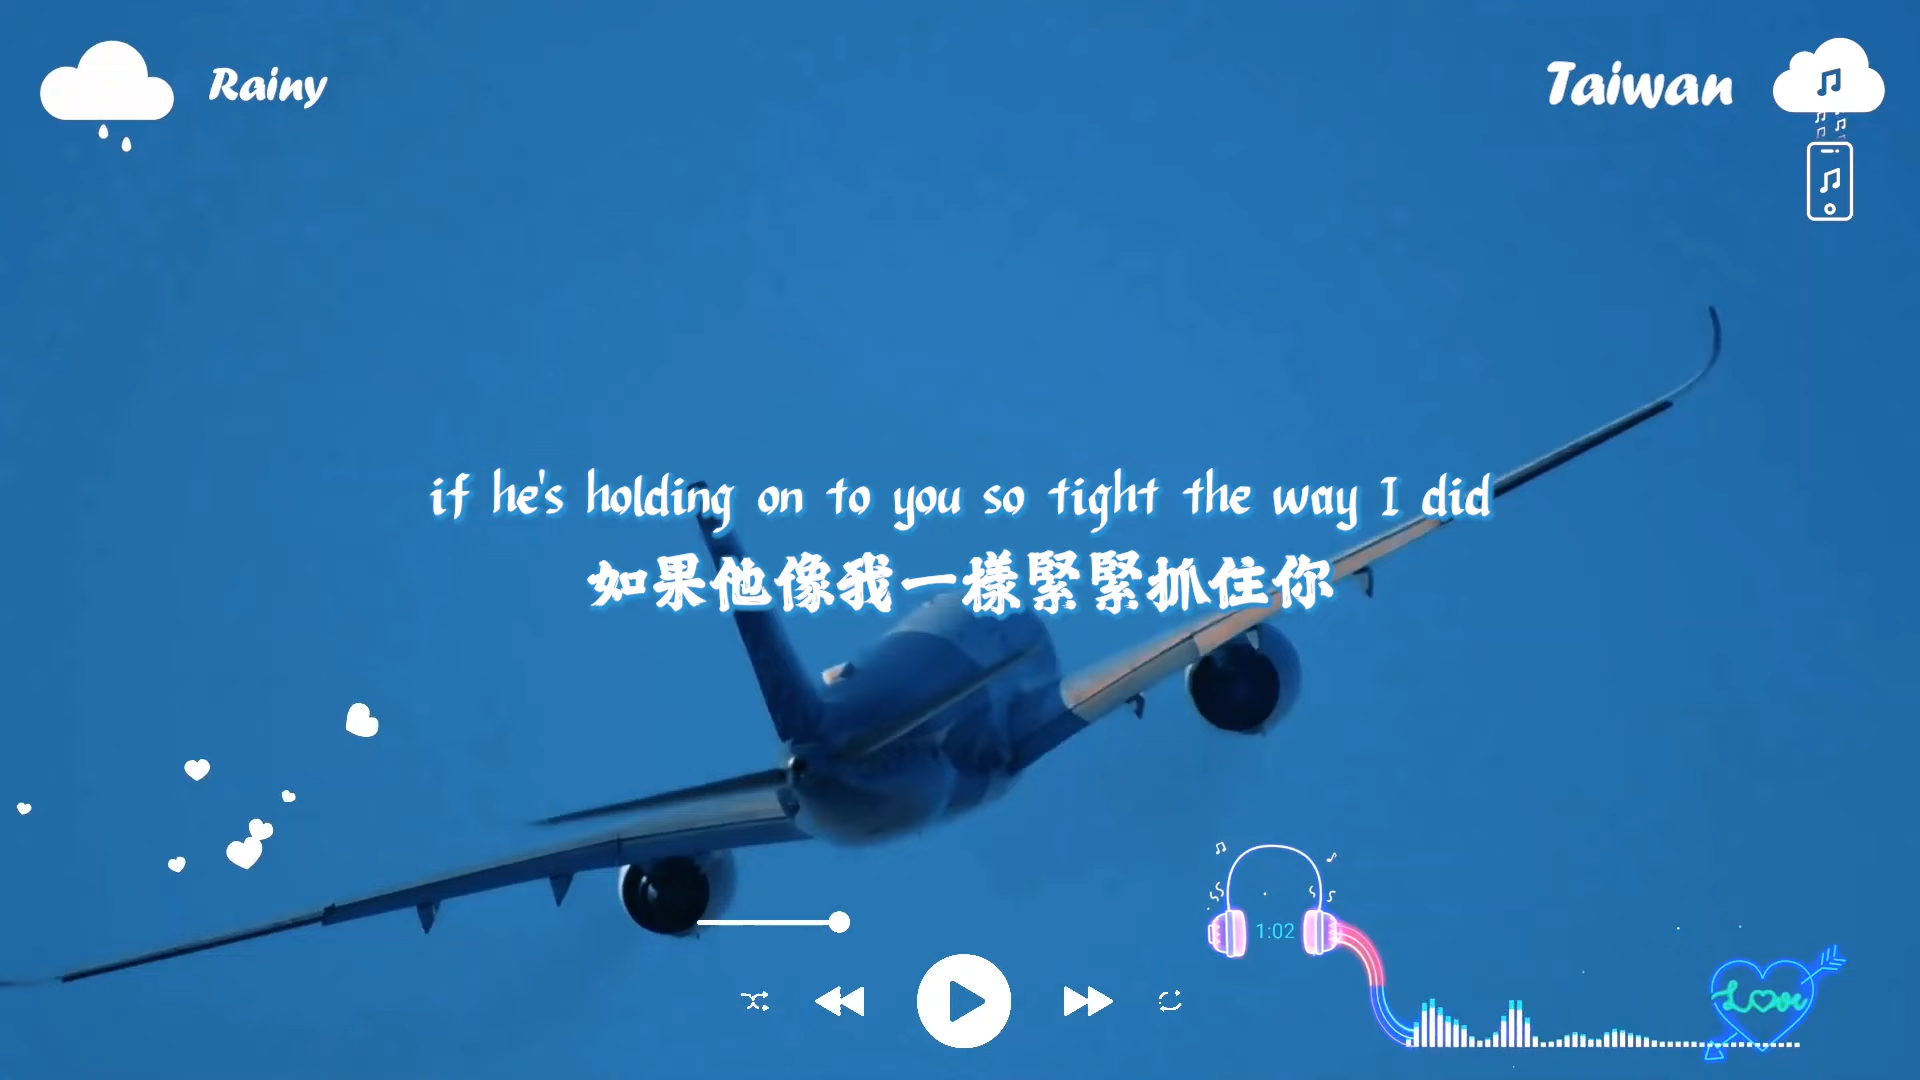 Rainy
Taiwan
if he's holding on to you so tight the way I did
如果他像我一樣緊緊抓住你
1:02
Love